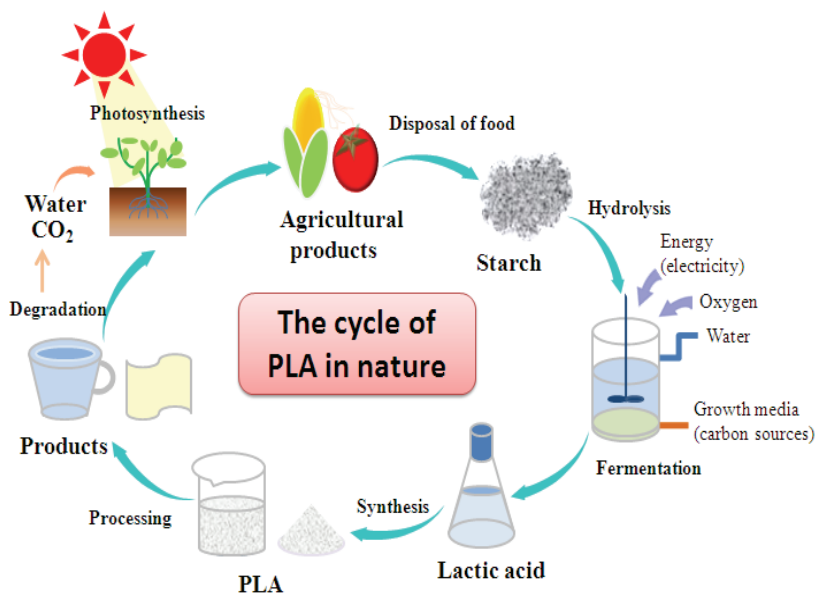 Photosynthesis
Disposal of food
Water
CO₂
Agricultural
products
Starch
Hydrolysis
Energy
(electricity)
Oxygen
Water
Degradation
The cycle of
PLA in nature
Growth media
(carbon sources)
Products
Fermentation
Processing
Synthesis
PLA
Lactic acid